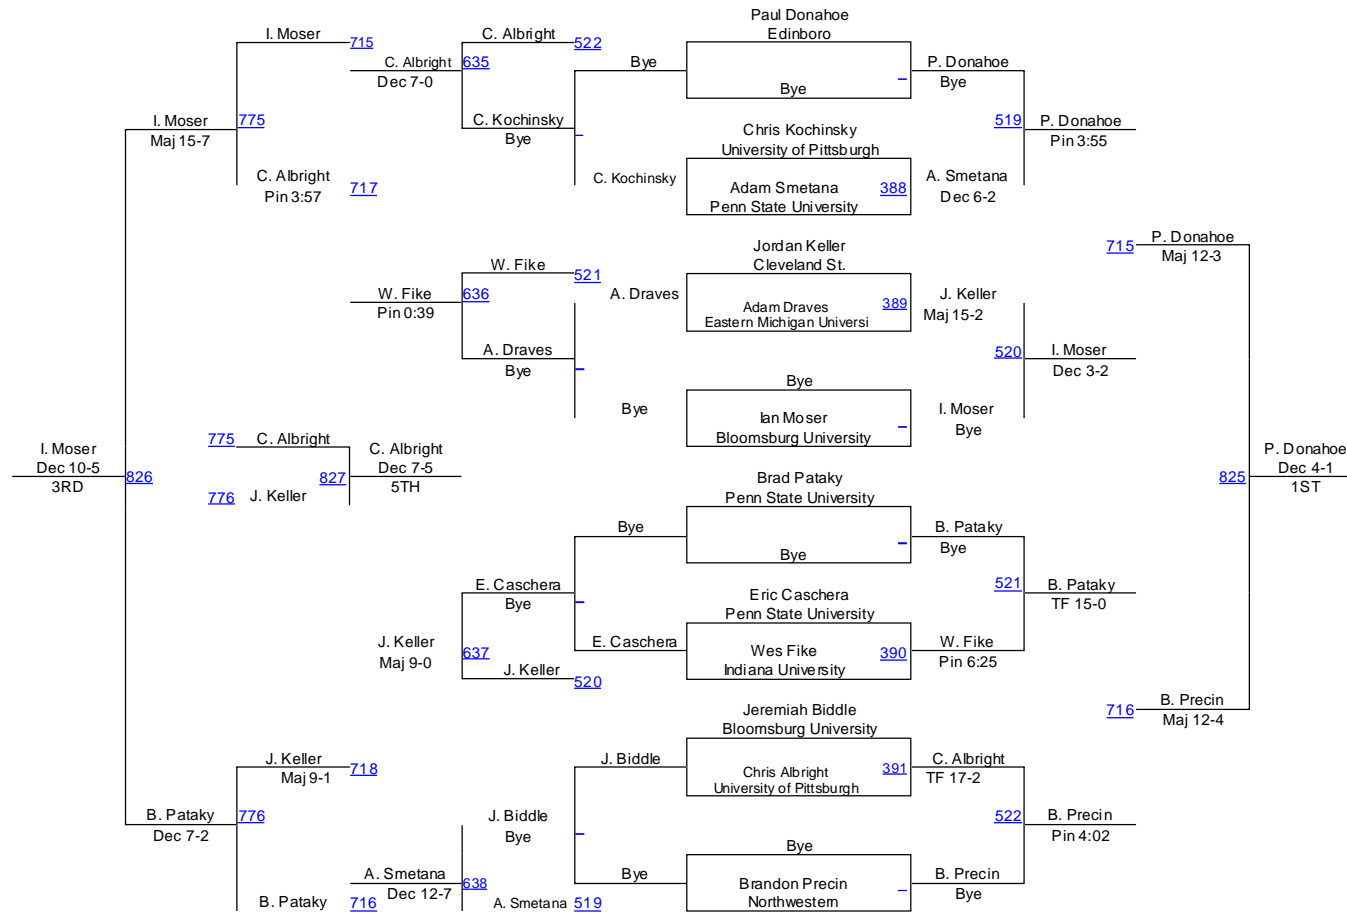 Paul Donahoe
Edinboro
I. Moser
715
C. Albright
522
C. Albright
635
Dec 7-0
Bye
P. Donahoe
Bye
Bye
I. Moser
775
Maj 15-7
C. Kochinsky
Bye
Chris Kochinsky
University of Pittsburgh
519
P. Donahoe
Pin 3:55
C. Albright
Pin 3:57
717
C. Kochinsky
Adam Smetana
388
Penn State University
A. Smetana
Dec 6-2
Jordan Keller
Cleveland St.
715
P. Donahoe
Maj 12-3
W. Fike
521
W. Fike
636
Pin 0:39
A. Draves
Adam Draves
389
Eastern Michigan Universi
J. Keller
Maj 15-2
A. Draves
Bye
520
I. Moser
Dec 3-2
Bye
Bye
Ian Moser
Bloomsburg University
I. Moser
Bye
I. Moser
Dec 10-5
3RD
826
775
C. Albright
776
J. Keller
827
C. Albright
Dec 7-5
5TH
Brad Pataky
Penn State University
825
P. Donahoe
Dec 4-1
1ST
Bye
Bye
B. Pataky
Bye
E. Caschera
Bye
Eric Caschera
Penn State University
521
B. Pataky
TF 15-0
J. Keller
Maj 9-0
637
E. Caschera
Wes Fike
390
Indiana University
W. Fike
Pin 6:25
J. Keller
520
Jeremiah Biddle
Bloomsburg University
716
B. Precin
Maj 12-4
J. Keller
Maj 9-1
718
J. Biddle
Chris Albright
391
University of Pittsburgh
C. Albright
TF 17-2
B. Pataky
776
Dec 7-2
J. Biddle
Bye
522
B. Precin
Pin 4:02
Bye
A. Smetana
638
Dec 12-7
Bye
Brandon Precin
Northwestern
B. Precin
Bye
B. Pataky
716
A. Smetana
519